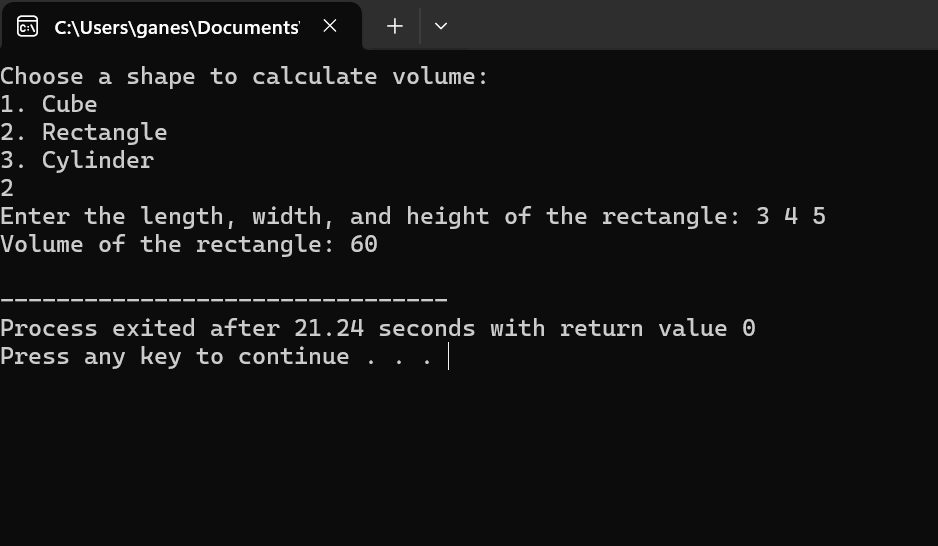 C:\Users\ganes\Documents'
Choose a shape to calculate volume:
1. Cube
2. Rectangle
3. Cylinder
2
Enter the length, width, and height of the rectangle: 3 4 5
Volume of the rectangle: 60
--------------------------------
Process exited after 21.24 seconds with return value 0
Press any key to continue . . .